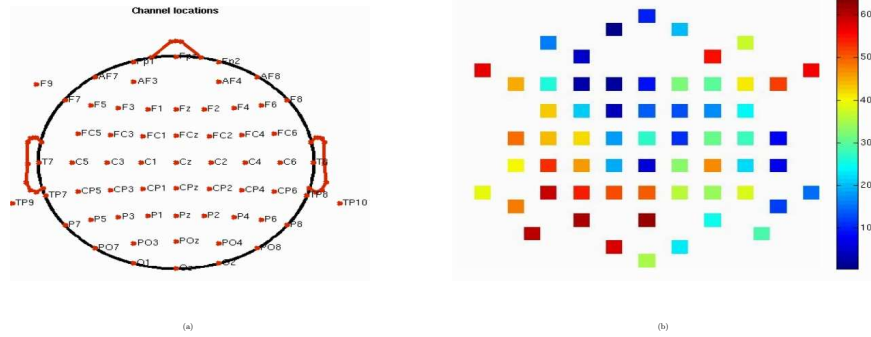 Channel locations
Fp1 Fpz Fp2
AF7 AF3 AF4 AF8
F9
F7 F5 F3 F1 Fz F2 F4 F6 F8
FC5 FC3 FC1 FCz FC2 FC4 FC6
T7 C5 C3 C1 Cz C2 C4 C6
TP9 TP7 CP5 CP3 CP1 CPz CP2 CP4 CP6 TP8 TP10
P7 P5 P3 P1 Pz P2 P4 P6 P8
PO7 PO3 POz PO4 PO8
O1 Oz O2
60
50
40
30
20
10
(a)
(b)